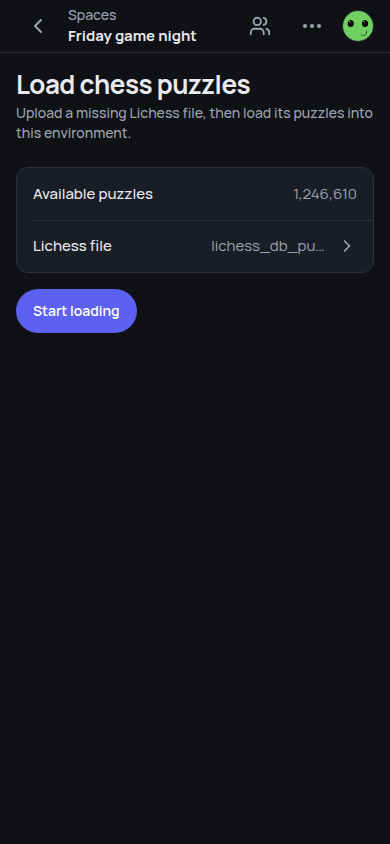 Spaces
Friday game night
Load chess puzzles
Upload a missing Lichess file, then load its puzzles into
this environment.
Available puzzles 1,246,610
Lichess file lichess_db_pu…
Start loading